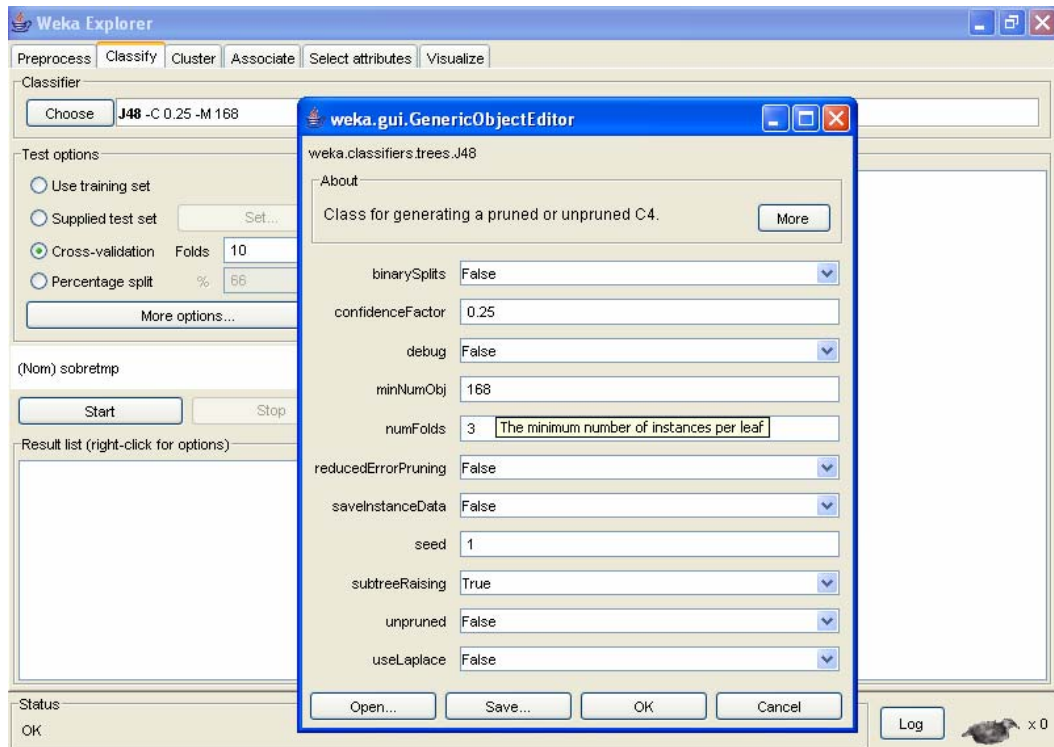 Weka Explorer
Preprocess Classify Cluster Associate Select attributes Visualize
Classifier
Choose J48 -C 0.25 -M 168
Test options
Use training set
Supplied test set Set...
Cross-validation Folds 10
Percentage split % 66
More options...
(Nom) sobretmp
Start Stop
Result list (right-click for options)
Status
OK
Log x 0
weka.gui.GenericObjectEditor
weka.classifiers.trees.J48
About
Class for generating a pruned or unpruned C4.
More
binarySplits False
confidenceFactor 0.25
debug False
minNumObj 168
numFolds 3 The minimum number of instances per leaf
reducedErrorPruning False
saveInstanceData False
seed 1
subtreeRaising True
unpruned False
useLaplace False
Open... Save... OK Cancel